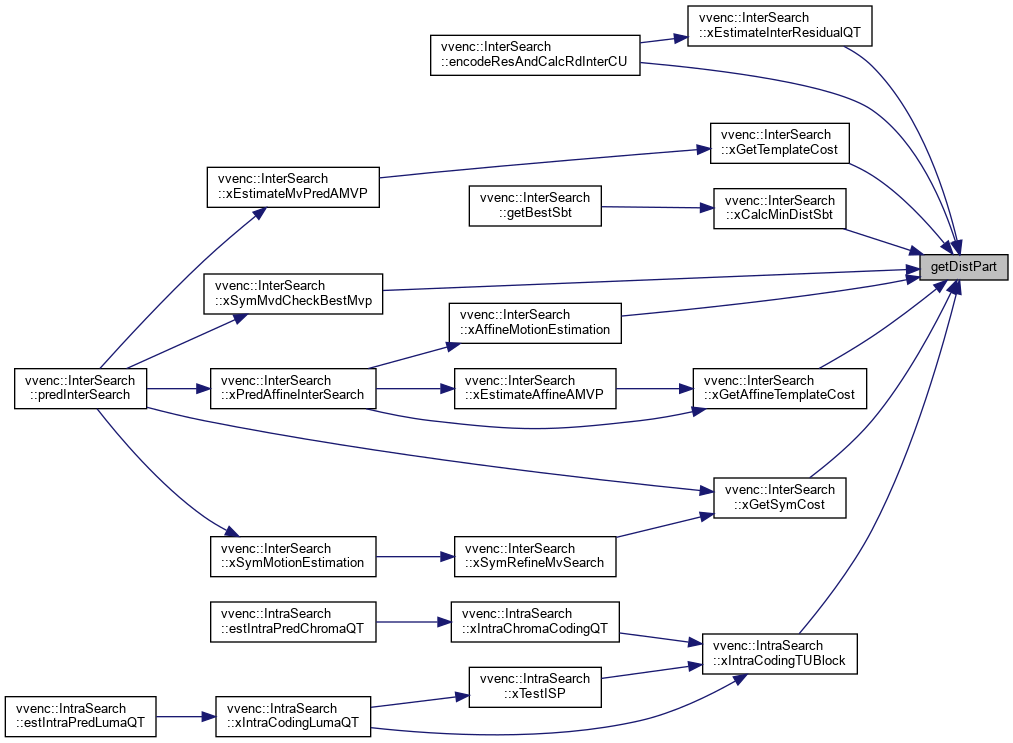 vvenc::InterSearch
::xEstimateInterResidualQT
vvenc::InterSearch
::encodeResAndCalcRdInterCU
vvenc::InterSearch
::xGetTemplateCost
vvenc::InterSearch
::xEstimateMvPredAMVP
vvenc::InterSearch
::getBestSbt
vvenc::InterSearch
::xCalcMinDistSbt
getDistPart
vvenc::InterSearch
::xSymMvdCheckBestMvp
vvenc::InterSearch
::xAffineMotionEstimation
vvenc::InterSearch
::predInterSearch
vvenc::InterSearch
::xPredAffineInterSearch
vvenc::InterSearch
::xEstimateAffineAMVP
vvenc::InterSearch
::xGetAffineTemplateCost
vvenc::InterSearch
::xGetSymCost
vvenc::InterSearch
::xSymMotionEstimation
vvenc::InterSearch
::xSymRefineMvSearch
vvenc::IntraSearch
::estIntraPredChromaQT
vvenc::IntraSearch
::xIntraChromaCodingQT
vvenc::IntraSearch
::xIntraCodingTUBlock
vvenc::IntraSearch
::xTestISP
vvenc::IntraSearch
::estIntraPredLumaQT
vvenc::IntraSearch
::xIntraCodingLumaQT